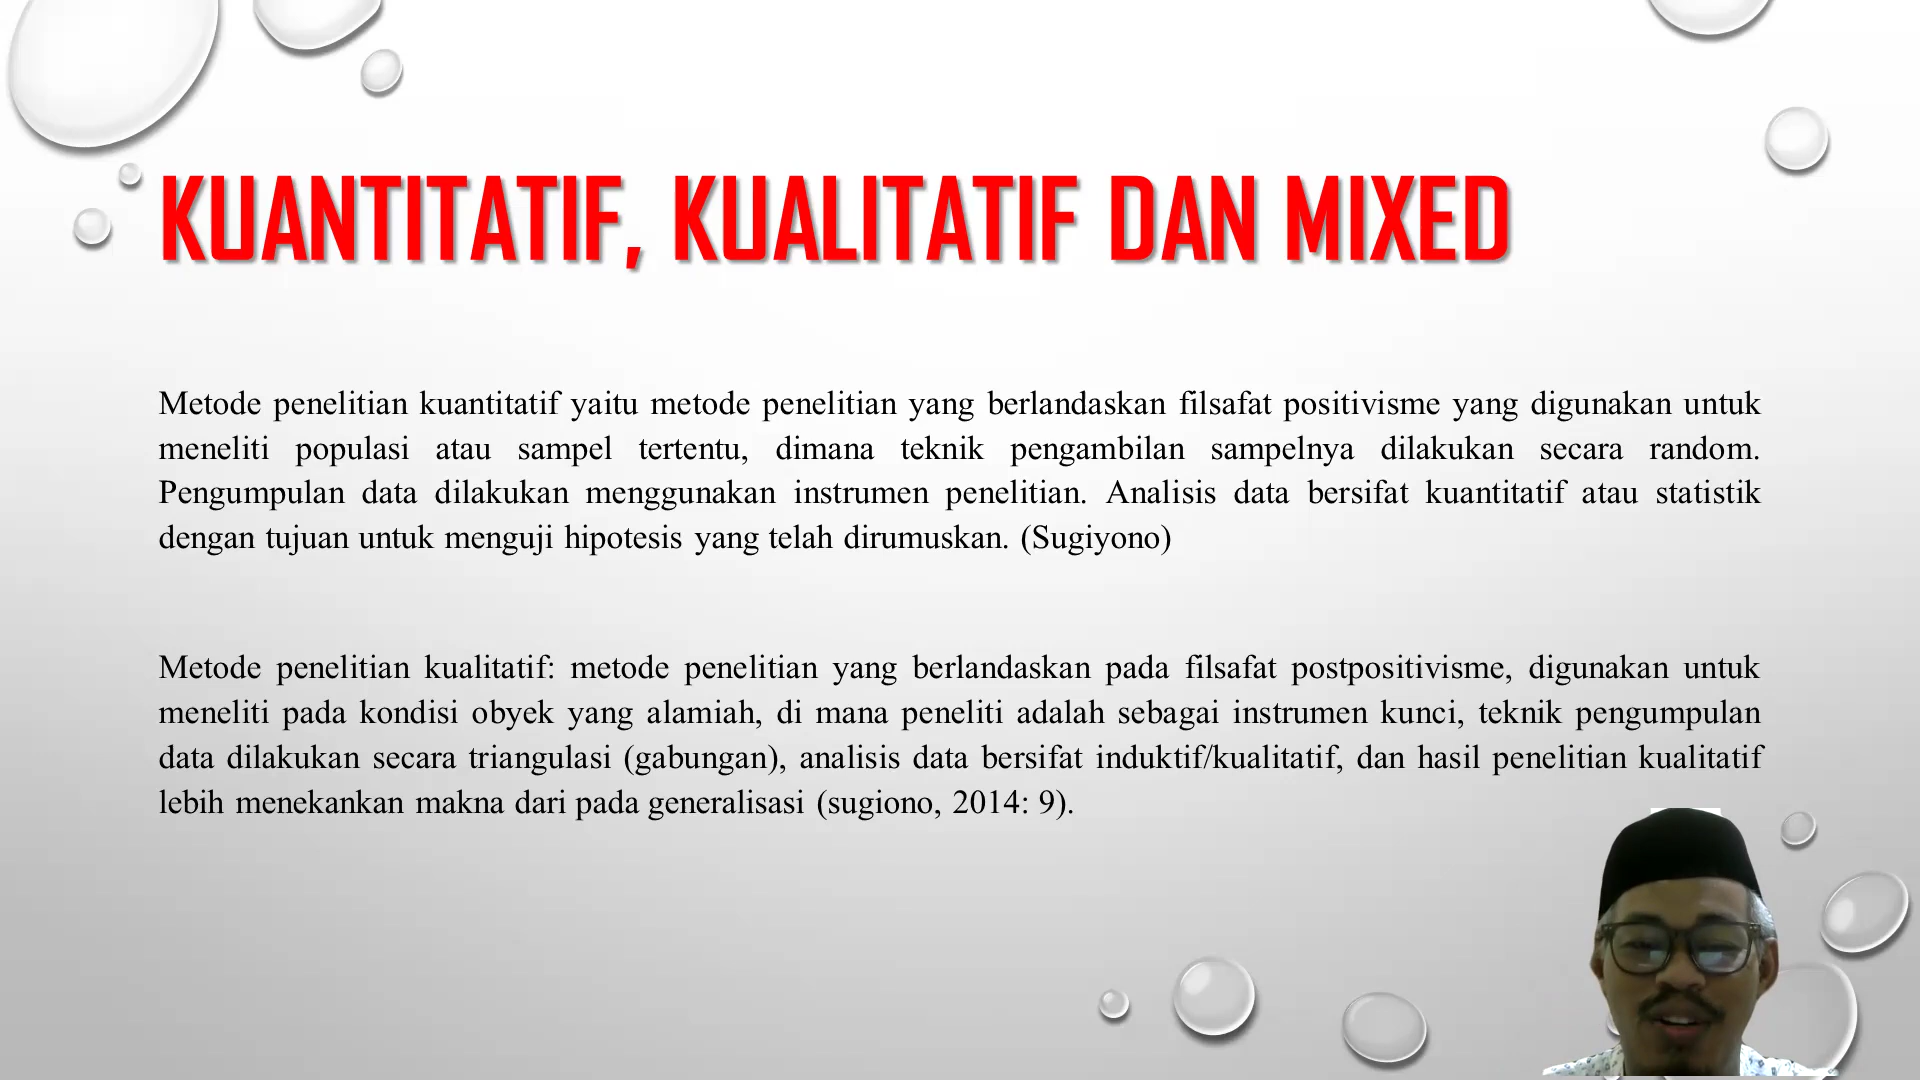 KUANTITATIF, KUALITATIF DAN MIXED
Metode penelitian kuantitatif yaitu metode penelitian yang berlandaskan filsafat positivisme yang digunakan untuk
meneliti populasi atau sampel tertentu, dimana teknik pengambilan sampelnya dilakukan secara random.
Pengumpulan data dilakukan menggunakan instrumen penelitian. Analisis data bersifat kuantitatif atau statistik
dengan tujuan untuk menguji hipotesis yang telah dirumuskan. (Sugiyono)
Metode penelitian kualitatif: metode penelitian yang berlandaskan pada filsafat postpositivisme, digunakan untuk
meneliti pada kondisi obyek yang alamiah, di mana peneliti adalah sebagai instrumen kunci, teknik pengumpulan
data dilakukan secara triangulasi (gabungan), analisis data bersifat induktif/kualitatif, dan hasil penelitian kualitatif
lebih menekankan makna dari pada generalisasi (sugiono, 2014: 9).